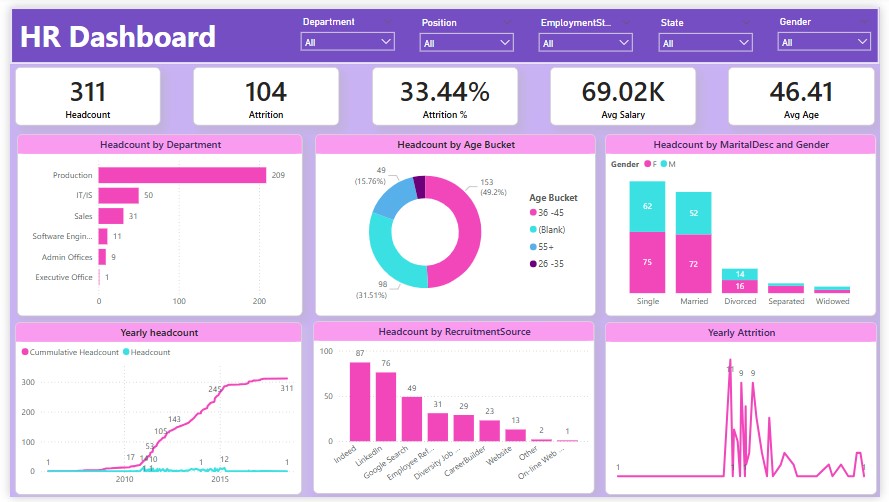 HR Dashboard
Department
All
Position
All
EmploymentSt...
All
State
All
Gender
All
311
Headcount
104
Attrition
33.44%
Attrition %
69.02K
Avg Salary
46.41
Avg Age
Headcount by Department
Production
209
IT/IS
50
Sales
31
Software Engin...
11
Admin Offices
9
Executive Office
1
0
100
200
Headcount by Age Bucket
49
(15.76%)
153
(49.2%)
98
(31.51%)
Age Bucket
36 -45
(Blank)
55+
26 -35
Headcount by MaritalDesc and Gender
Gender F M
62
75
52
72
14
16
Single Married Divorced Separated Widowed
Yearly headcount
Cummulative Headcount Headcount
300
200
100
0
1
17
53
105
143
245
311
1
12
1
2010 2015
Headcount by RecruitmentSource
100
50
0
87
76
49
31
29
23
13
2
1
Indeed
LinkedIn
Google Search
Employee Ref...
Diversity Job ...
CareerBuilder
Website
Other
On-line Web ...
Yearly Attrition
1
11
9
9
1